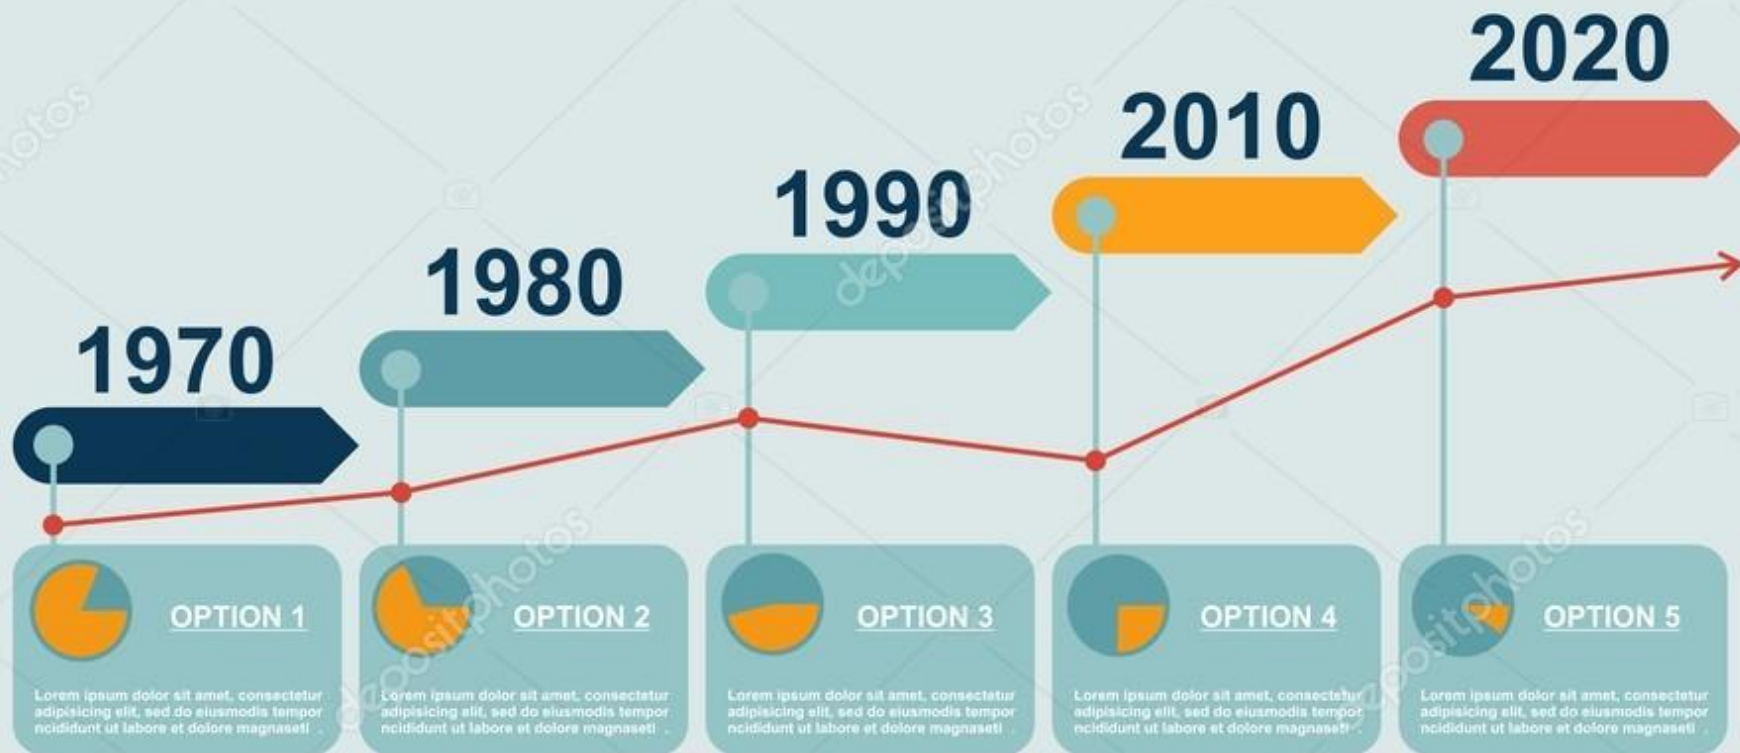 2020
2010
1990
1980
1970
OPTION 1
Lorem ipsum dolor sit amet, consectetur
adipisicing elit, sed do eiusmodis tempor
ncididunt ut labore et dolore magnaseti .
OPTION 2
Lorem ipsum dolor sit amet, consectetur
adipisicing elit, sed do eiusmodis tempor
ncididunt ut labore et dolore magnaseti .
OPTION 3
Lorem ipsum dolor sit amet, consectetur
adipisicing elit, sed do eiusmodis tempor
ncididunt ut labore et dolore magnaseti .
OPTION 4
Lorem ipsum dolor sit amet, consectetur
adipisicing elit, sed do eiusmodis tempor
ncididunt ut labore et dolore magnaseti .
OPTION 5
Lorem ipsum dolor sit amet, consectetur
adipisicing elit, sed do eiusmodis tempor
ncididunt ut labore et dolore magnaseti .
depositphotos
depositphotos
depositphotos
depositphotos